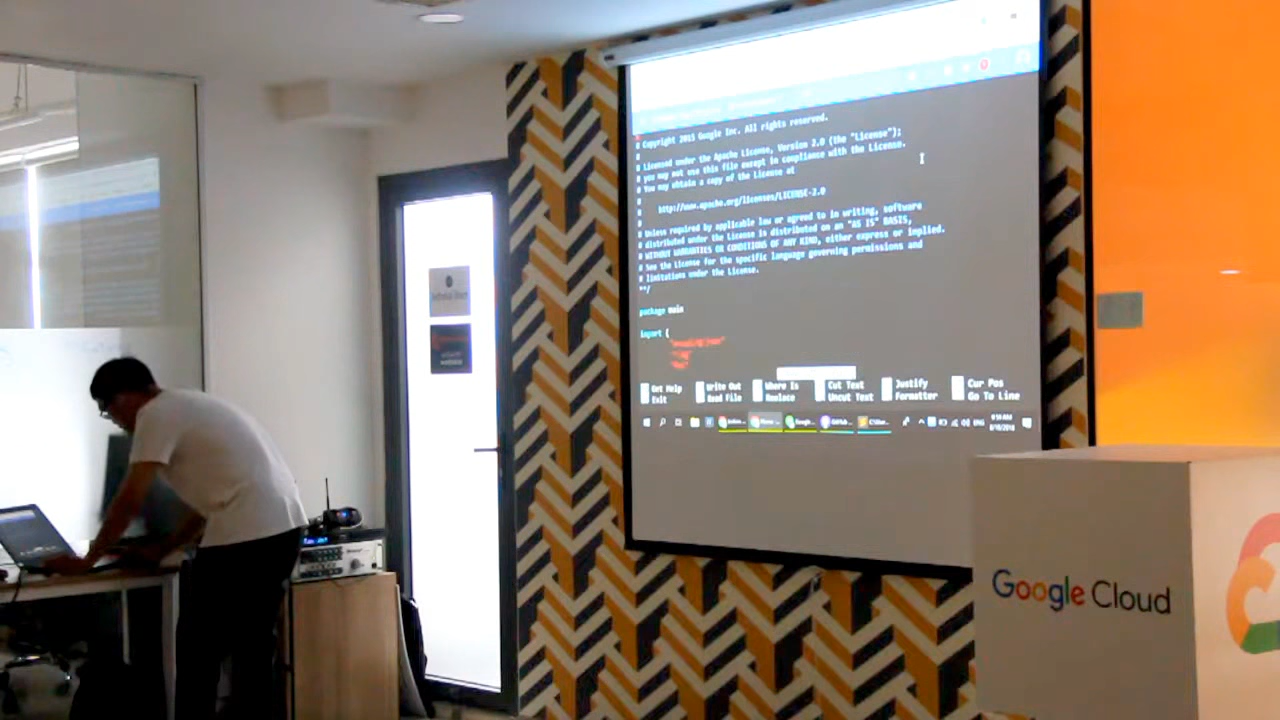 # Copyright 2015 Google Inc. All rights reserved.
#
# Licensed under the Apache License, Version 2.0 (the "License");
# you may not use this file except in compliance with the License.
# You may obtain a copy of the License at
#
# http://www.apache.org/licenses/LICENSE-2.0
#
# Unless required by applicable law or agreed to in writing, software
# distributed under the License is distributed on an "AS IS" BASIS,
# WITHOUT WARRANTIES OR CONDITIONS OF ANY KIND, either express or implied.
# See the License for the specific language governing permissions and
# limitations under the License.
**/
package main
import (
Get Help Write Out Where Is Cut Text Justify Cur Pos
Exit Read File Replace Uncut Text Formatter Go To Line
Google Cloud